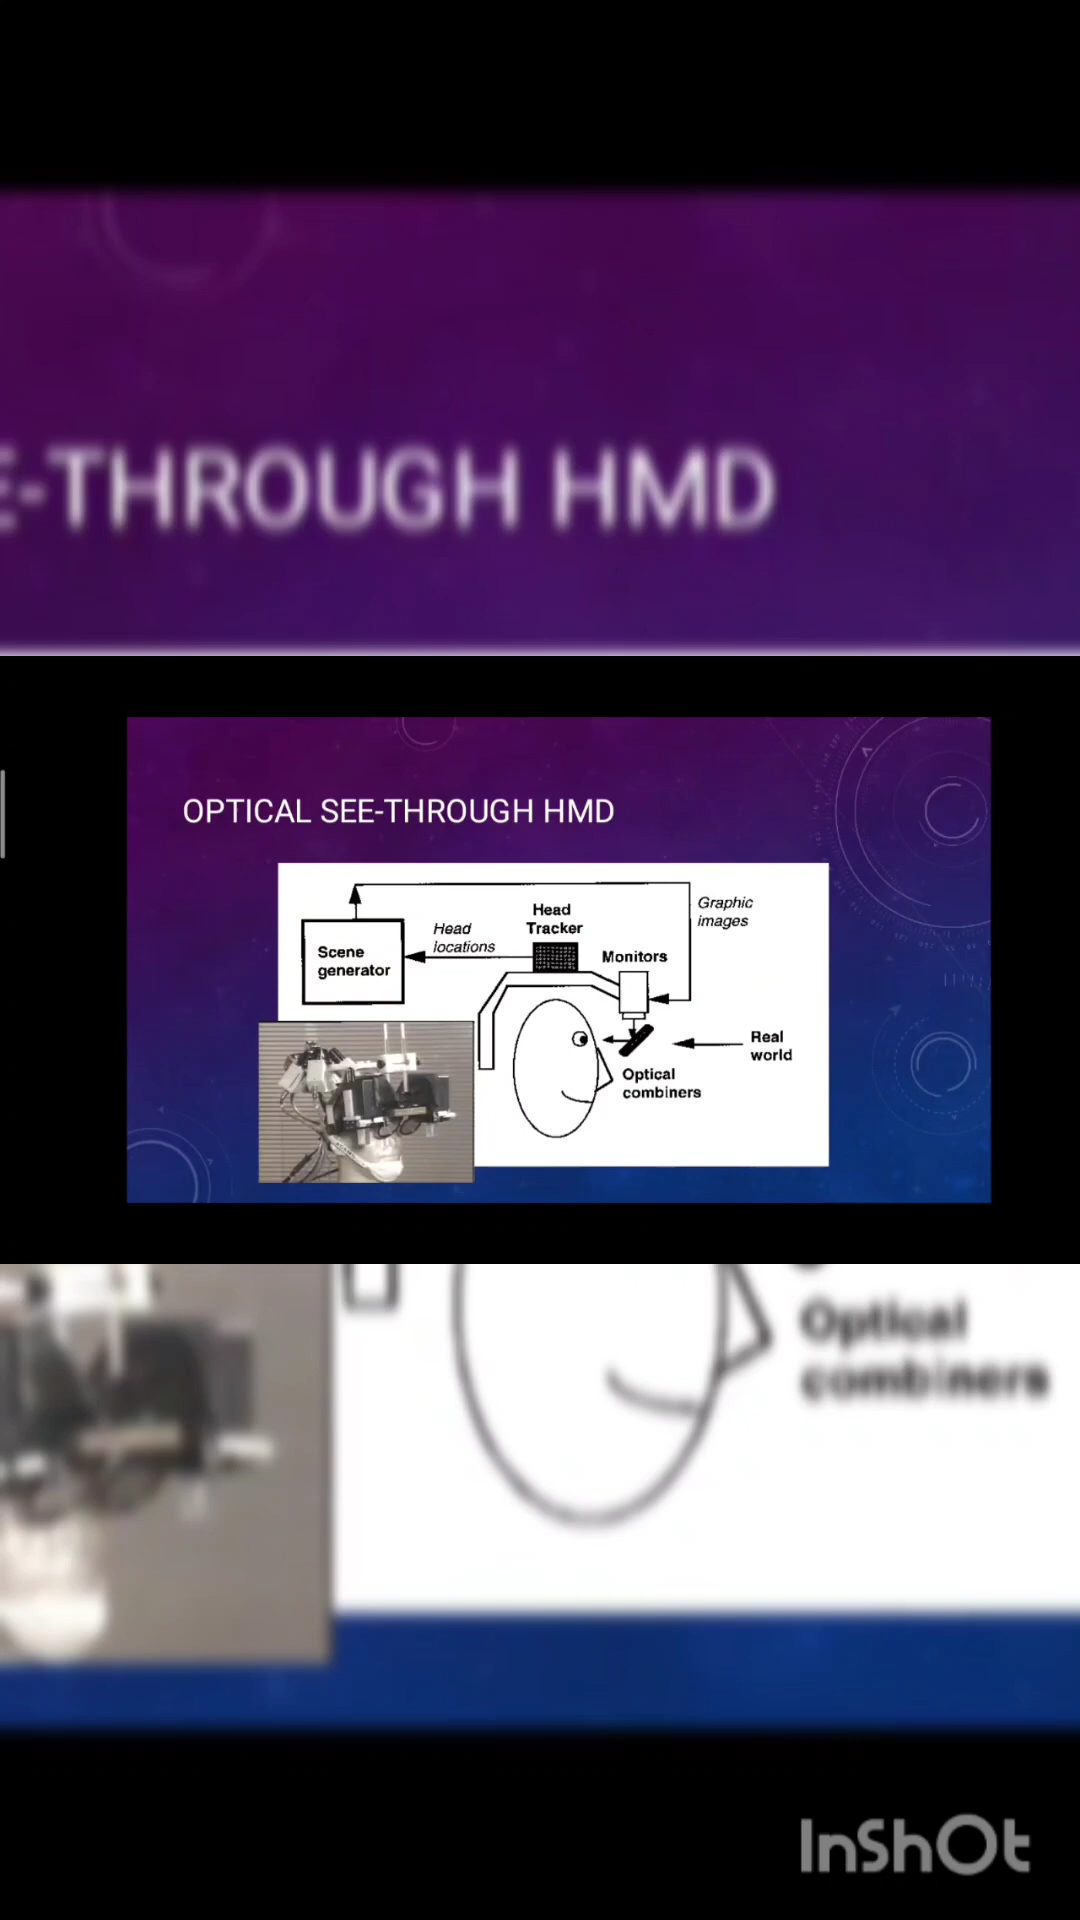 E-THROUGH HMD
OPTICAL SEE-THROUGH HMD
Graphic
images
Head
Tracker
Head
locations
Scene
generator
Monitors
Real
world
Optical
combiners
Optical
combiners
InShOt